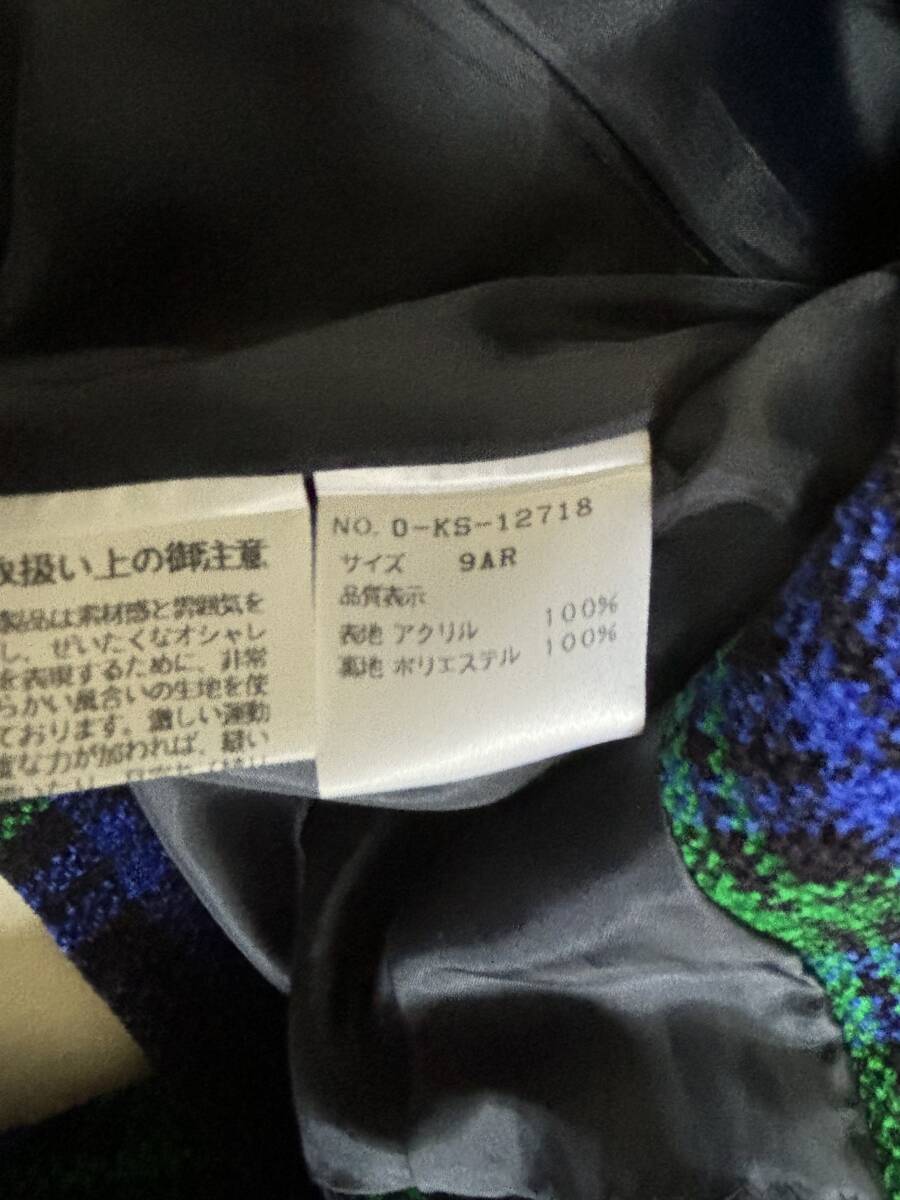 取扱い上の御注意
製品は素材感と雰囲気を
し、ぜいたくなオシャレ
を表現するために、非常
らかい風合いの生地を使
ております。激しい運動
な力が加われば、縫い
NO. 0-KS-12718
サイズ 9AR
品質表示
表地 アクリル 100%
裏地 ポリエステル 100%